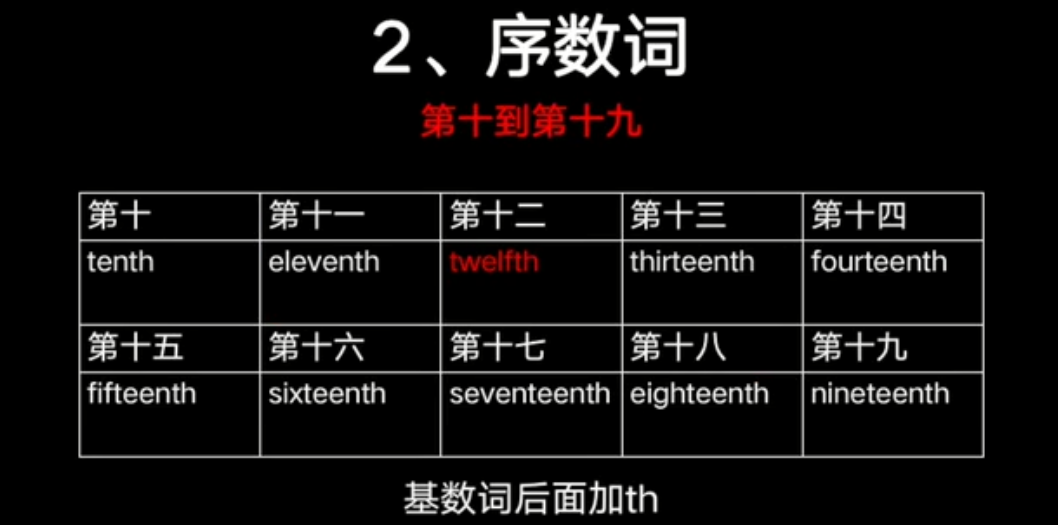 2、序数词
第十到第十九
第十 第十一 第十二 第十三 第十四
tenth eleventh twelfth thirteenth fourteenth
第十五 第十六 第十七 第十八 第十九
fifteenth sixteenth seventeenth eighteenth nineteenth
基数词后面加th